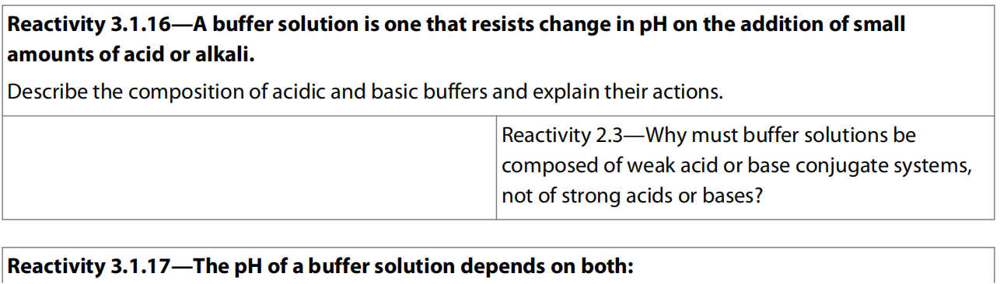 Reactivity 3.1.16—A buffer solution is one that resists change in pH on the addition of small
amounts of acid or alkali.
Describe the composition of acidic and basic buffers and explain their actions.
Reactivity 2.3—Why must buffer solutions be
composed of weak acid or base conjugate systems,
not of strong acids or bases?
Reactivity 3.1.17—The pH of a buffer solution depends on both: